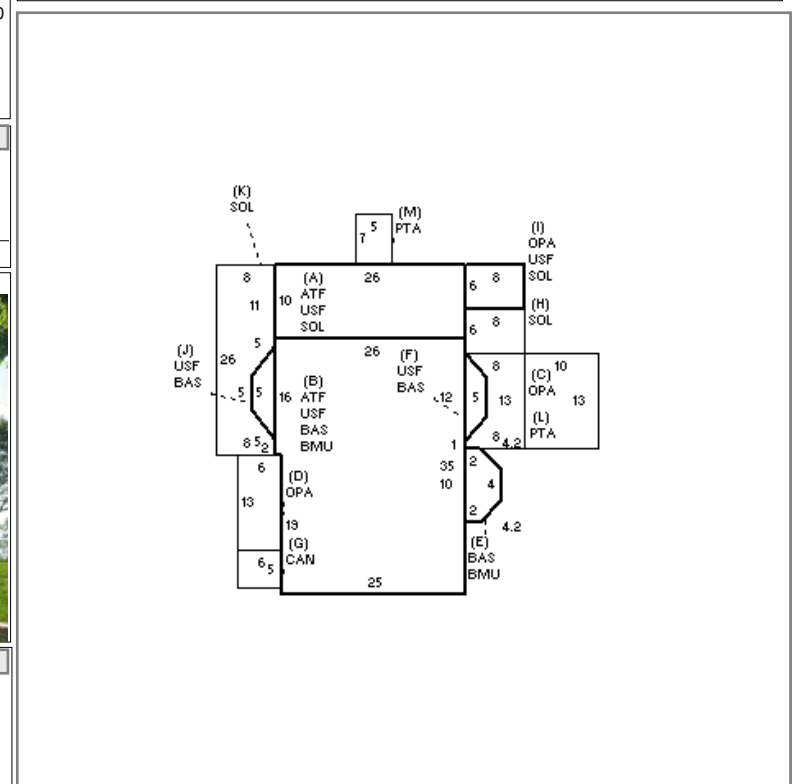 0
(K)
SOL
5
7
(M)
PTA
(I)
OPA
USF
SOL
8
11
10
(A)
ATF
USF
SOL
26
6
8
(H)
SOL
6
8
5
26
(J)
USF
BAS
5
5
26
16
(B)
ATF
USF
BAS
BMU
(F)
USF
BAS
12
5
8
13
(C)
OPA
10
13
(L)
PTA
8
5
2
1
8
4.2
6
13
(D)
OPA
35
10
2
4
2
4.2
19
(G)
CAN
6
5
(E)
BAS
BMU
25